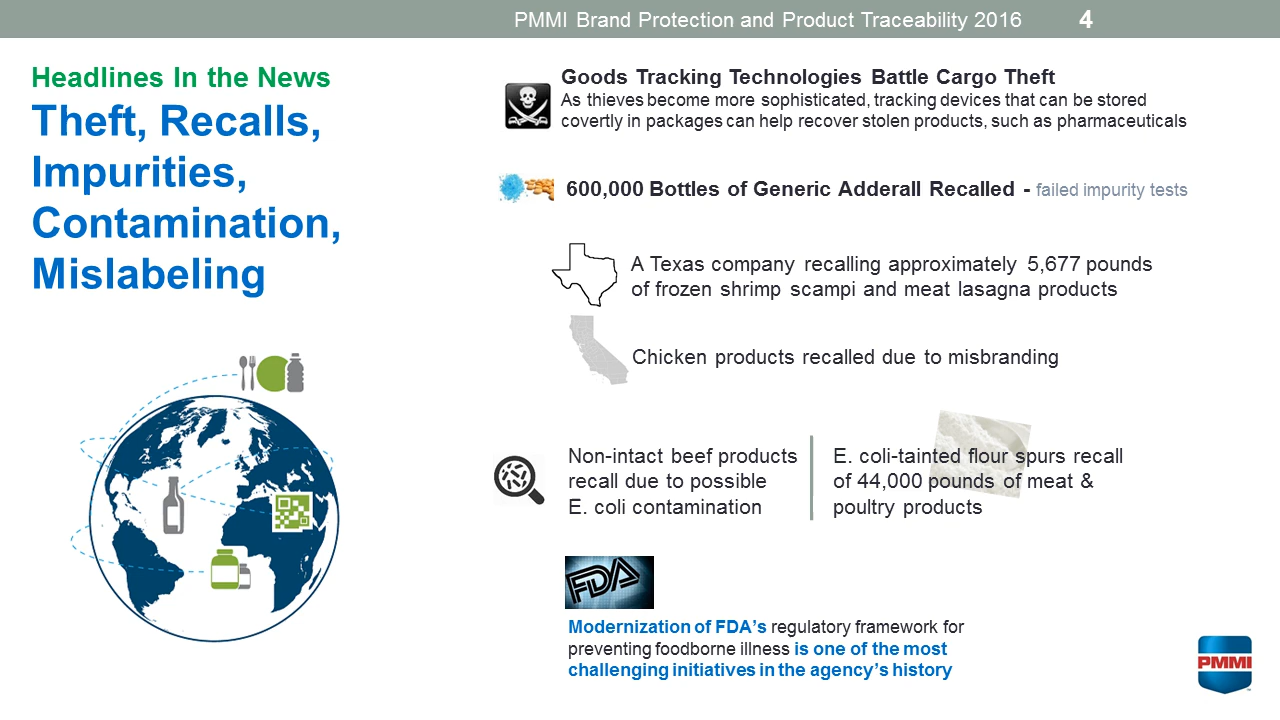 PMMI Brand Protection and Product Traceability 2016 4
Headlines In the News
Theft, Recalls,
Impurities,
Contamination,
Mislabeling
Goods Tracking Technologies Battle Cargo Theft
As thieves become more sophisticated, tracking devices that can be stored
covertly in packages can help recover stolen products, such as pharmaceuticals
600,000 Bottles of Generic Adderall Recalled - failed impurity tests
A Texas company recalling approximately 5,677 pounds
of frozen shrimp scampi and meat lasagna products
Chicken products recalled due to misbranding
Non-intact beef products
recall due to possible
E. coli contamination
E. coli-tainted flour spurs recall
of 44,000 pounds of meat &
poultry products
FDA
Modernization of FDA’s regulatory framework for
preventing foodborne illness is one of the most
challenging initiatives in the agency’s history
PMMI